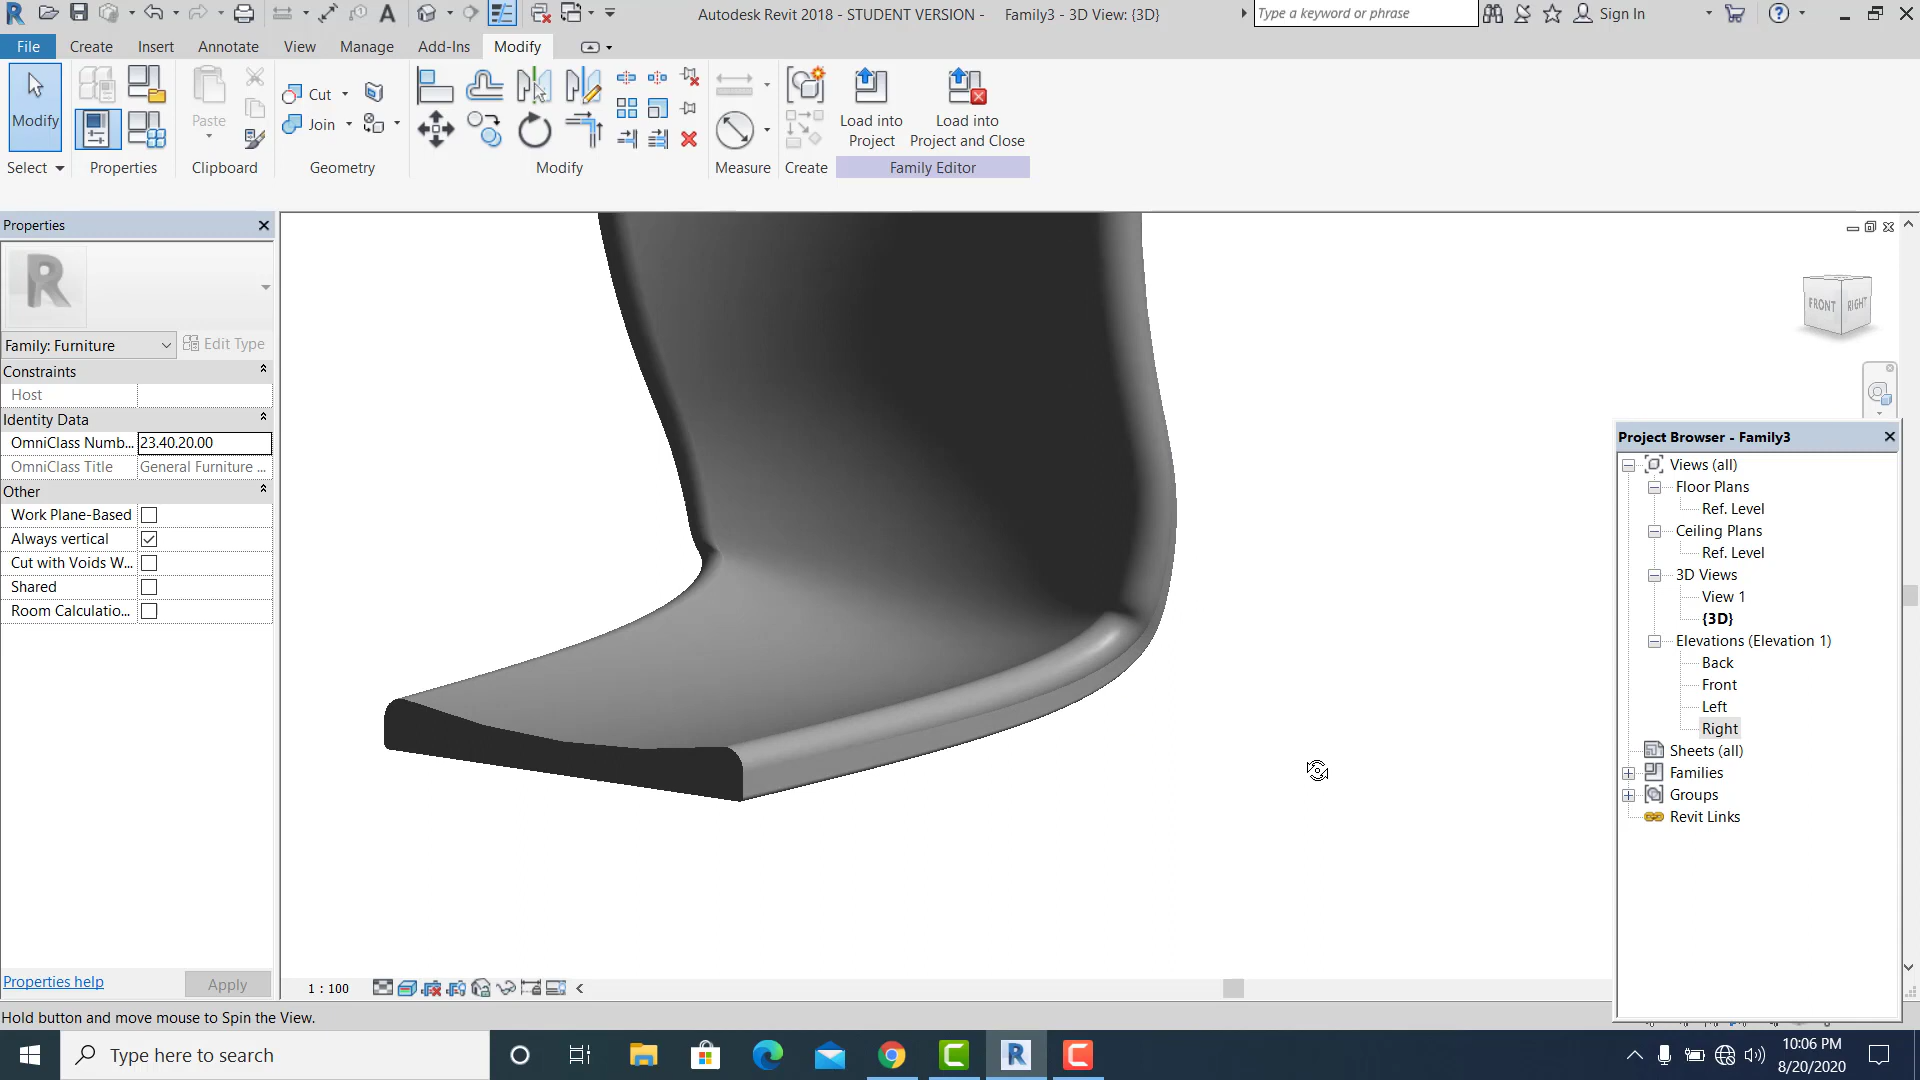 Autodesk Revit 2018 - STUDENT VERSION - Family3 - 3D View: {3D}
Type a keyword or phrase
Sign In
File Create Insert Annotate View Manage Add-Ins Modify
Modify
Paste
Cut
Join
Load into
Project
Load into
Project and Close
Select Properties Clipboard Geometry Modify Measure Create Family Editor
Properties
R
Family: Furniture
Edit Type
Constraints
Host
Identity Data
OmniClass Numb... 23.40.20.00
OmniClass Title General Furniture ...
Other
Work Plane-Based
Always vertical
Cut with Voids W...
Shared
Room Calculatio...
Properties help
Apply
FRONT RIGHT
Project Browser - Family3
Views (all)
Floor Plans
Ref. Level
Ceiling Plans
Ref. Level
3D Views
View 1
{3D}
Elevations (Elevation 1)
Back
Front
Left
Right
Sheets (all)
Families
Groups
Revit Links
1 : 100
Hold button and move mouse to Spin the View.
Type here to search
10:06 PM
8/20/2020